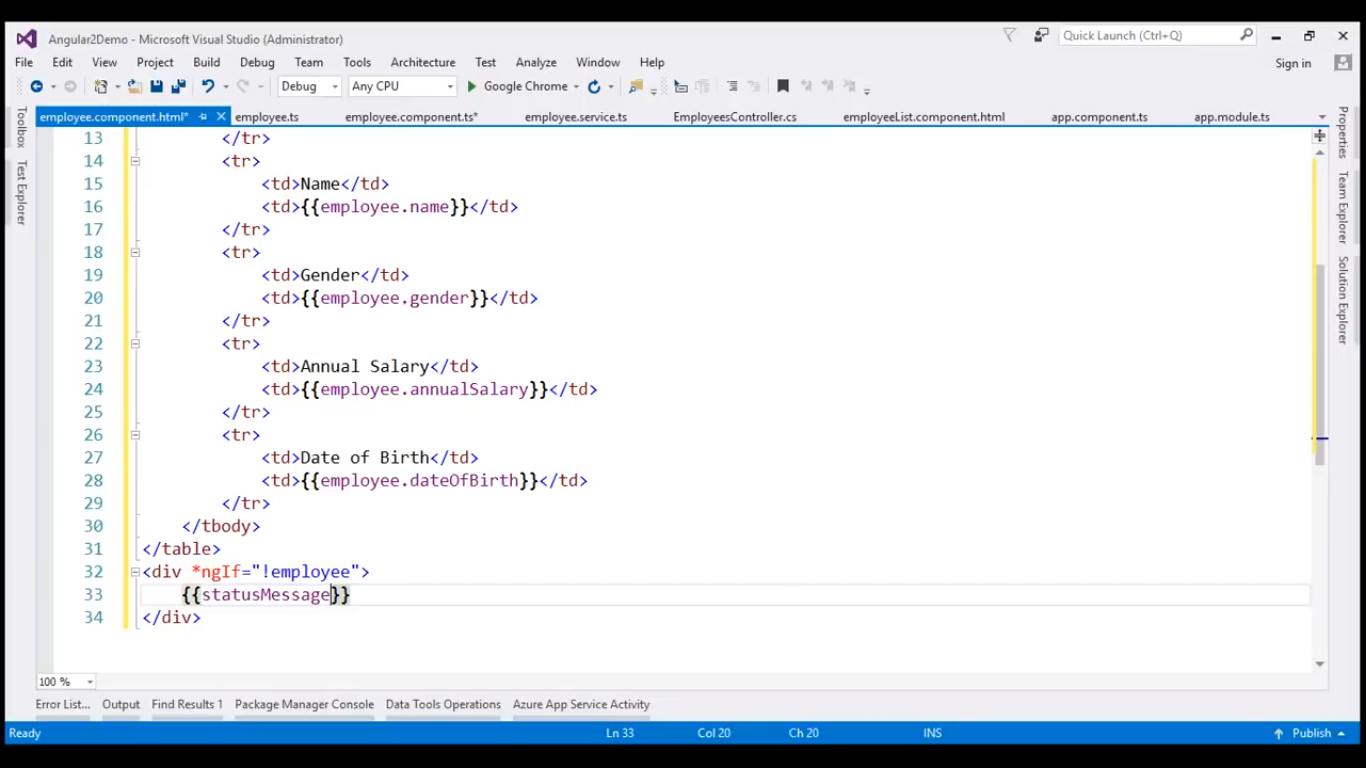 Angular2Demo - Microsoft Visual Studio (Administrator)
Quick Launch (Ctrl+Q)
File Edit View Project Build Debug Team Tools Architecture Test Analyze Window Help
Sign in
Debug Any CPU Google Chrome
employee.component.html* employee.ts employee.component.ts* employee.service.ts EmployeesController.cs employeeList.component.html app.component.ts app.module.ts
Toolbox
Test Explorer
Properties
Team Explorer
Solution Explorer
13 </tr>
14 <tr>
15 <td>Name</td>
16 <td>{{employee.name}}</td>
17 </tr>
18 <tr>
19 <td>Gender</td>
20 <td>{{employee.gender}}</td>
21 </tr>
22 <tr>
23 <td>Annual Salary</td>
24 <td>{{employee.annualSalary}}</td>
25 </tr>
26 <tr>
27 <td>Date of Birth</td>
28 <td>{{employee.dateOfBirth}}</td>
29 </tr>
30 </tbody>
31 </table>
32 <div *ngIf="!employee">
33 {{statusMessage}}
34 </div>
100 %
Error List... Output Find Results 1 Package Manager Console Data Tools Operations Azure App Service Activity
Ready Ln 33 Col 20 Ch 20 INS Publish